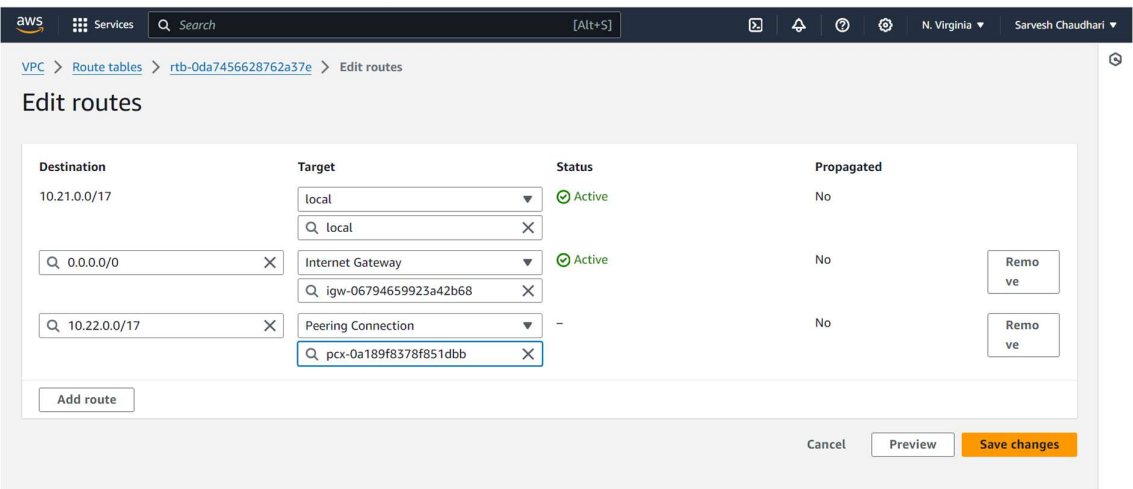 aws Services Search [Alt+S] N. Virginia Sarvesh Chaudhari
VPC > Route tables > rtb-0da7456628762a37e > Edit routes
Edit routes
Destination Target Status Propagated
10.21.0.0/17 local Active No
local
0.0.0.0/0 Internet Gateway Active No Remo
ve
igw-06794659923a42b68
10.22.0.0/17 Peering Connection – No Remo
ve
pcx-0a189f8378f851dbb
Add route
Cancel Preview Save changes